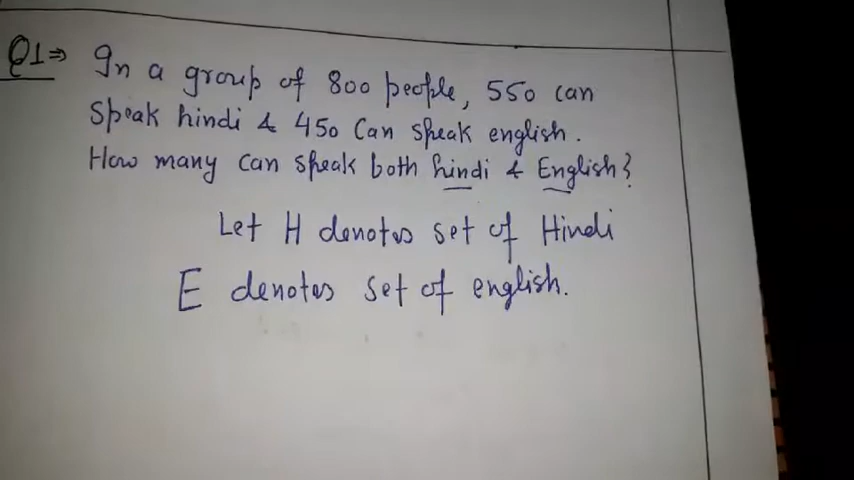 Q1⇒ In a group of 800 people, 550 can
Speak hindi & 450 Can speak english.
How many can speak both hindi & English?
Let H denotes set of Hindi
E denotes set of english.